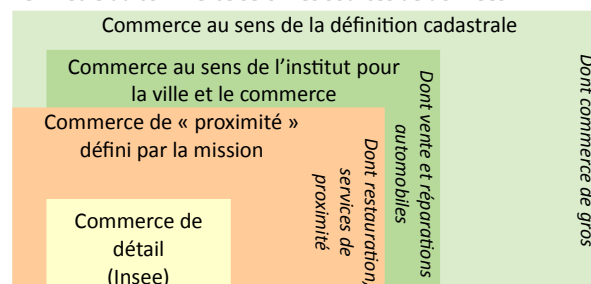 Commerce au sens de la définition cadastrale
Commerce au sens de l'institut pour
la ville et le commerce
Commerce de « proximité »
défini par la mission
Commerce de
détail
(Insee)
Dont restauration,
services de
proximité
Dont vente et réparations
automobiles
Dont commerce de gros